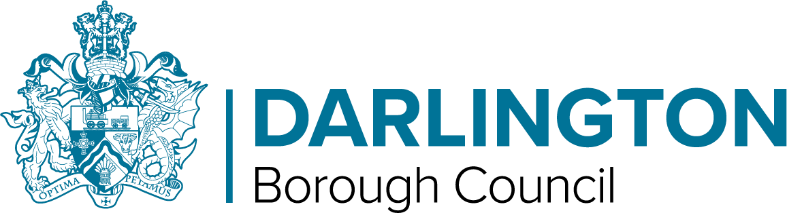 OPTIMA PETAMUS
DARLINGTON
Borough Council